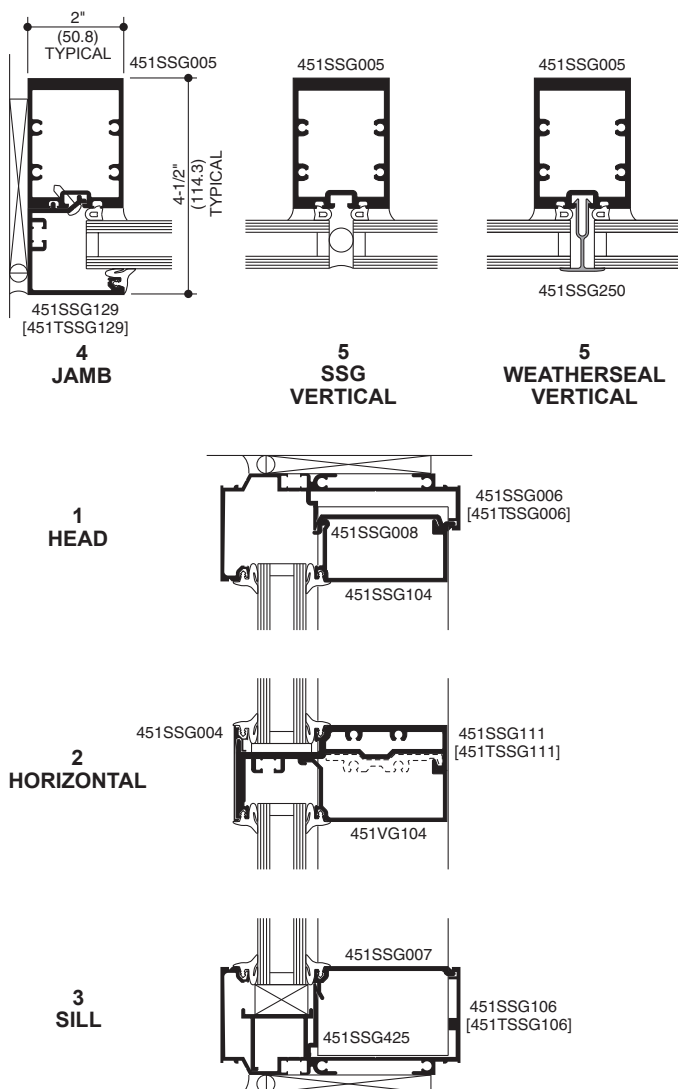 2"
(50.8)
TYPICAL
451SSG005
4-1/2"
(114.3)
TYPICAL
451SSG129
[451TSSG129]
4
JAMB
451SSG005
5
SSG
VERTICAL
451SSG005
451SSG250
5
WEATHERSEAL
VERTICAL
1
HEAD
451SSG006
[451TSSG006]
451SSG008
451SSG104
2
HORIZONTAL
451SSG004
451SSG111
[451TSSG111]
451VG104
3
SILL
451SSG007
451SSG106
[451TSSG106]
451SSG425